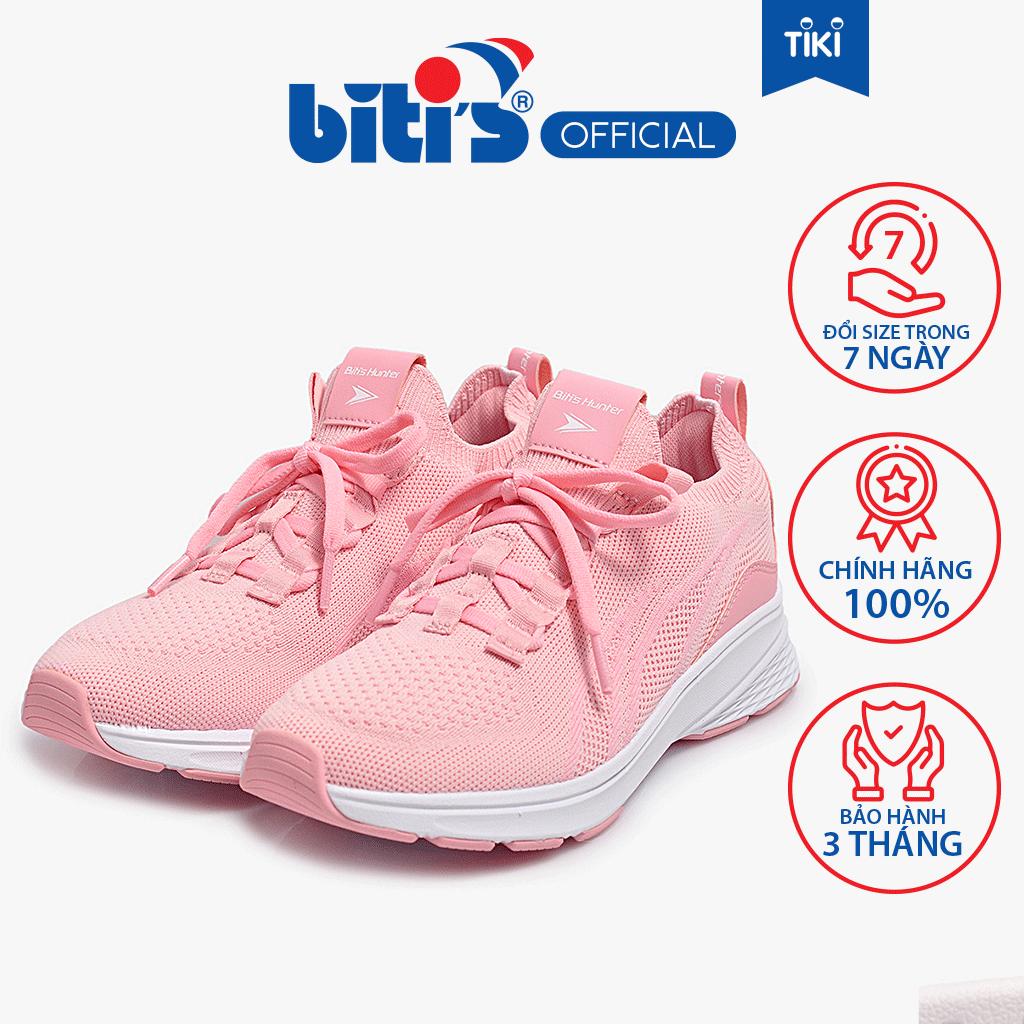 TiKi
biti's®
OFFICIAL
7
ĐỔI SIZE TRONG
7 NGÀY
Biti's Hunter
Biti's Hunter
CHÍNH HÃNG
100%
BẢO HÀNH
3 THÁNG